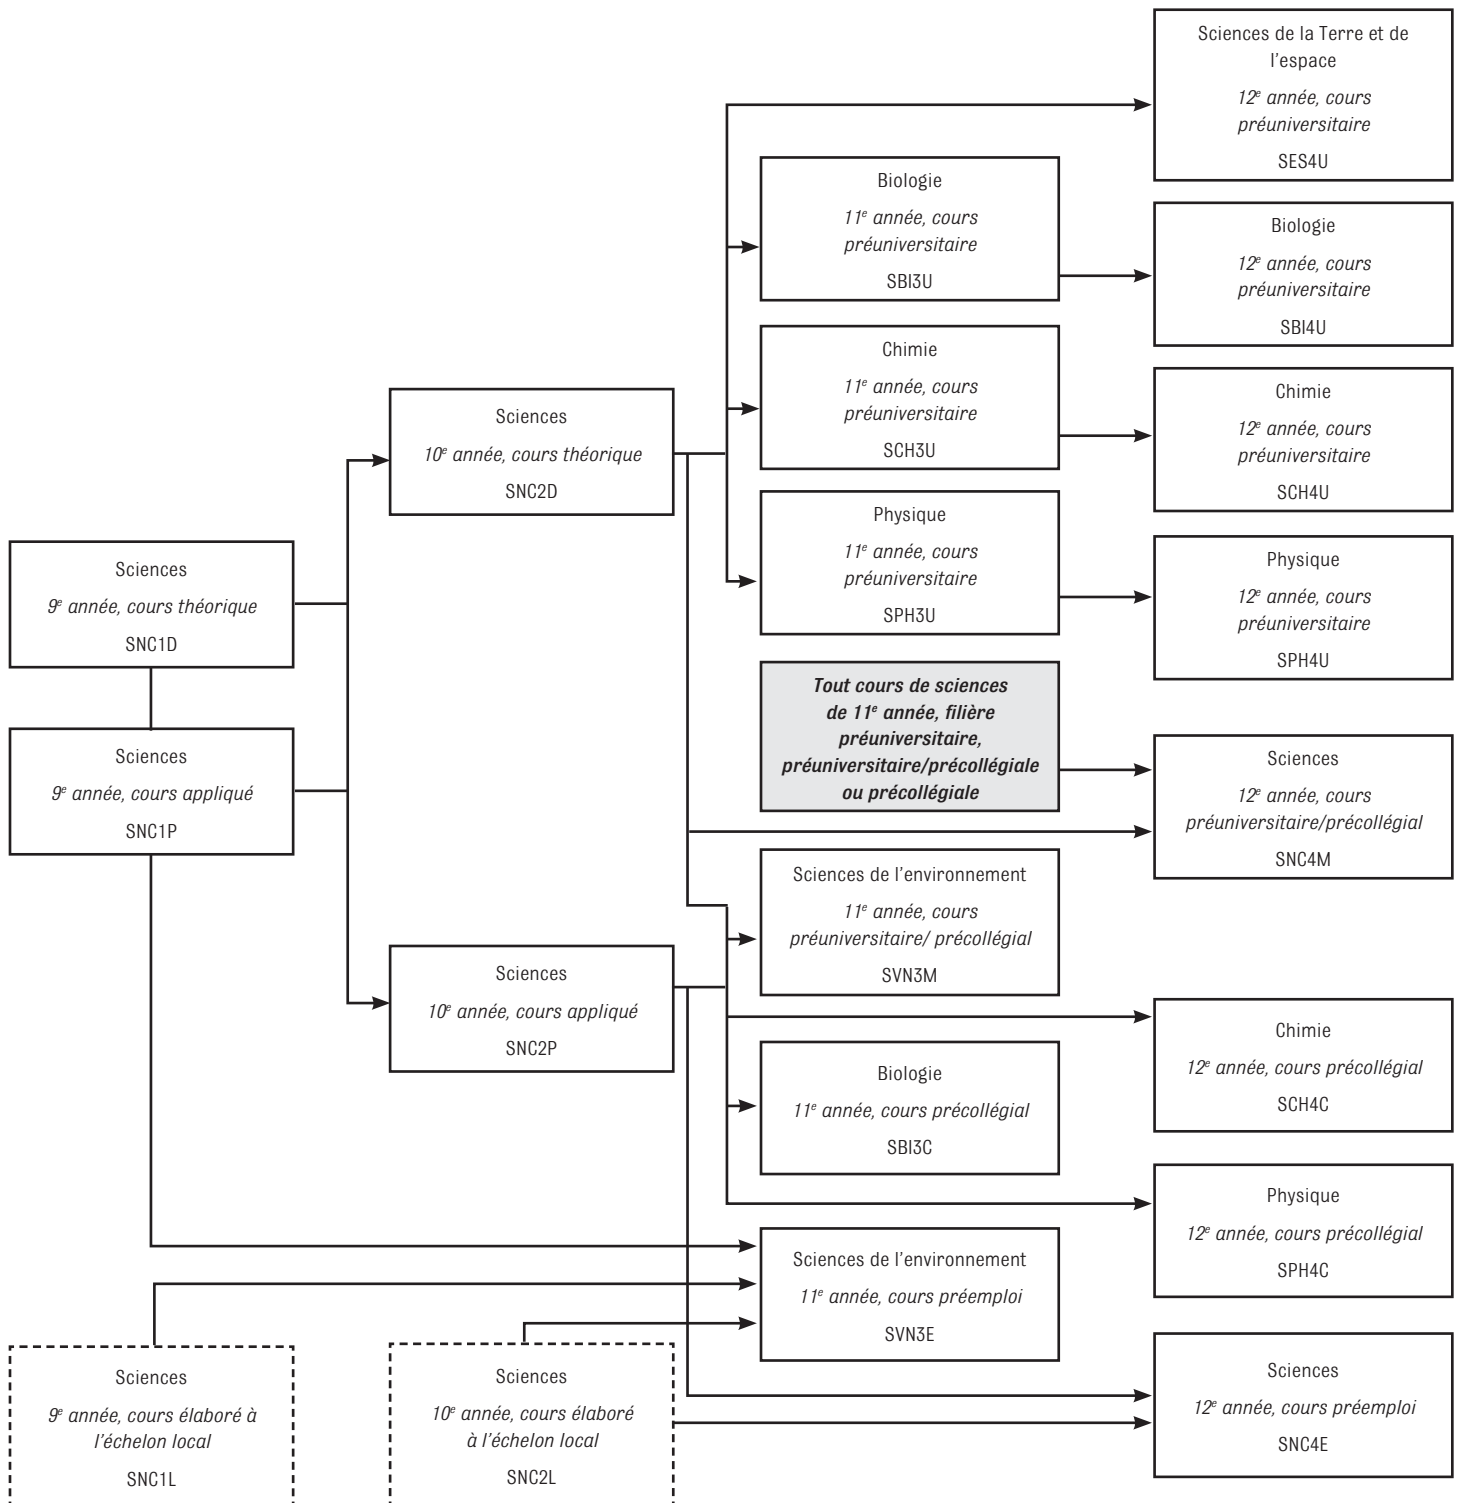 Sciences de la Terre et de
l'espace
12e année, cours
préuniversitaire
SES4U
Biologie
11e année, cours
préuniversitaire
SBI3U
Biologie
12e année, cours
préuniversitaire
SBI4U
Chimie
11e année, cours
préuniversitaire
SCH3U
Chimie
12e année, cours
préuniversitaire
SCH4U
Sciences
10e année, cours théorique
SNC2D
Physique
11e année, cours
préuniversitaire
SPH3U
Physique
12e année, cours
préuniversitaire
SPH4U
Sciences
9e année, cours théorique
SNC1D
Tout cours de sciences
de 11e année, filière
préuniversitaire,
préuniversitaire/précollégiale
ou précollégiale
Sciences
9e année, cours appliqué
SNC1P
Sciences
12e année, cours
préuniversitaire/précollégial
SNC4M
Sciences de l'environnement
11e année, cours
préuniversitaire/ précollégial
SVN3M
Sciences
10e année, cours appliqué
SNC2P
Chimie
12e année, cours précollégial
SCH4C
Biologie
11e année, cours précollégial
SBI3C
Physique
12e année, cours précollégial
SPH4C
Sciences de l'environnement
11e année, cours préemploi
SVN3E
Sciences
9e année, cours élaboré à
l'échelon local
SNC1L
Sciences
10e année, cours élaboré
à l'échelon local
SNC2L
Sciences
12e année, cours préemploi
SNC4E